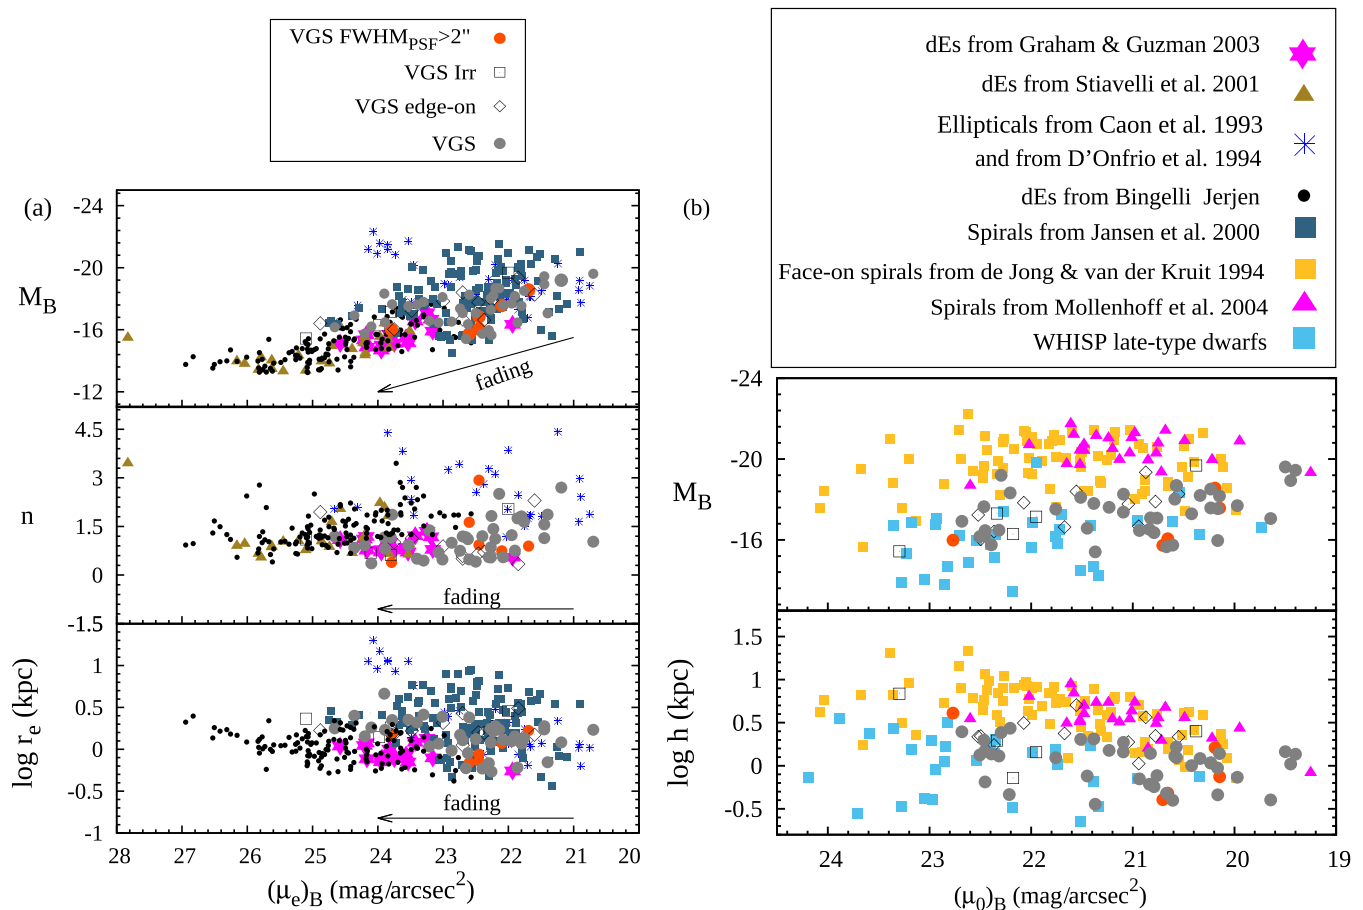 VGS FWHM_PSF>2"
VGS Irr
VGS edge-on
VGS
dEs from Graham & Guzman 2003
dEs from Stiavelli et al. 2001
Ellipticals from Caon et al. 1993
and from D'Onfrio et al. 1994
dEs from Bingelli Jerjen
Spirals from Jansen et al. 2000
Face-on spirals from de Jong & van der Kruit 1994
Spirals from Mollenhoff et al. 2004
WHISP late-type dwarfs
(a)
-24
-20
M_B
-16
-12
fading
4.5
3
n
1.5
0
fading
-1.5
1
log r_e (kpc)
0.5
0
-0.5
-1
fading
28 27 26 25 24 23 22 21 20
(μ_e)_B (mag/arcsec²)
(b)
-24
-20
M_B
-16
1.5
1
log h (kpc)
0.5
0
-0.5
24 23 22 21 20 19
(μ_0)_B (mag/arcsec²)